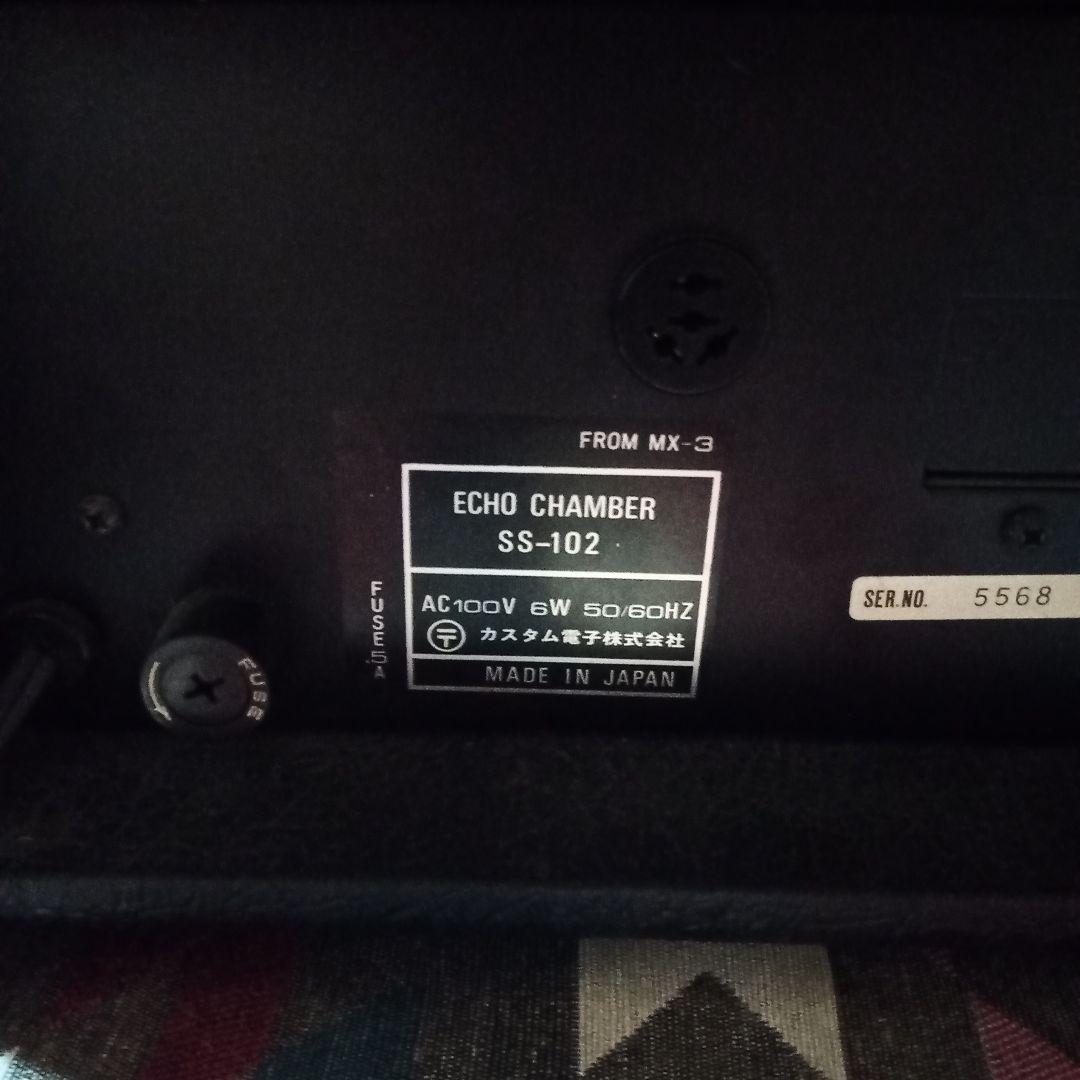 FROM MX-3
ECHO CHAMBER
SS-102
AC100V 6W 50/60HZ
〒 カスタム電子株式会社
MADE IN JAPAN
FUSE .5A
FUSE
SER.NO. 5568